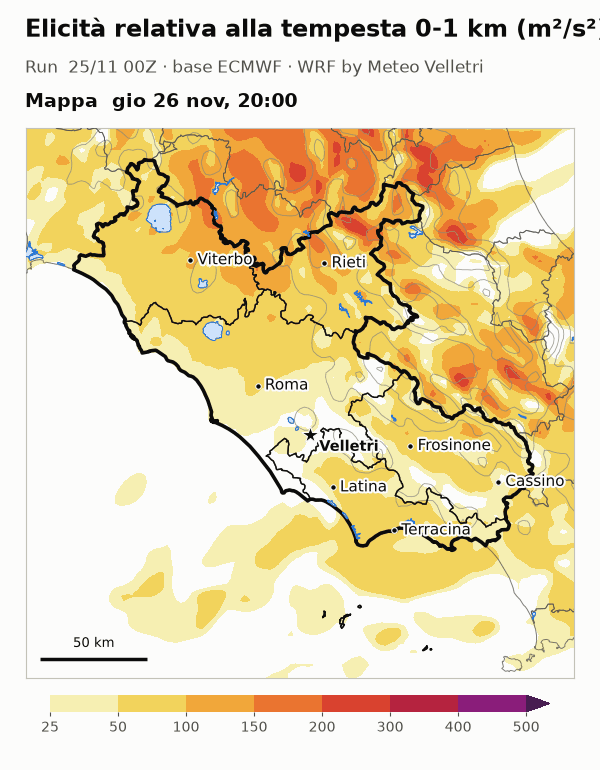 Elicità relativa alla tempesta 0-1 km (m²/s²)
Run  25/11 00Z · base ECMWF · WRF by Meteo Velletri
Mappa  gio 26 nov, 20:00
Viterbo
Rieti
Roma
Velletri
Frosinone
Cassino
Latina
Terracina
50 km
25 50 100 150 200 300 400 500